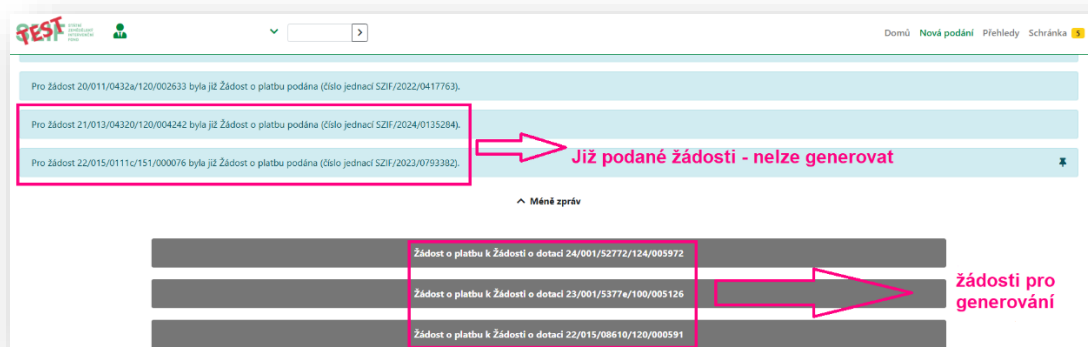 TEST
SZIF
Domů Nová podání Přehledy Schránka 5
Pro žádost 20/011/0432a/120/002633 byla již Žádost o platbu podána (číslo jednací SZIF/2022/0417763).
Pro žádost 21/013/04320/120/004242 byla již Žádost o platbu podána (číslo jednací SZIF/2024/0135284).
Pro žádost 22/015/0111c/151/000076 byla již Žádost o platbu podána (číslo jednací SZIF/2023/0793382).
Již podané žádosti - nelze generovat
Méně zpráv
Žádost o platbu k Žádosti o dotaci 24/001/52772/124/005972
Žádost o platbu k Žádosti o dotaci 23/001/5377e/100/005126
žádosti pro
generování
Žádost o platbu k Žádosti o dotaci 22/015/08610/120/000591